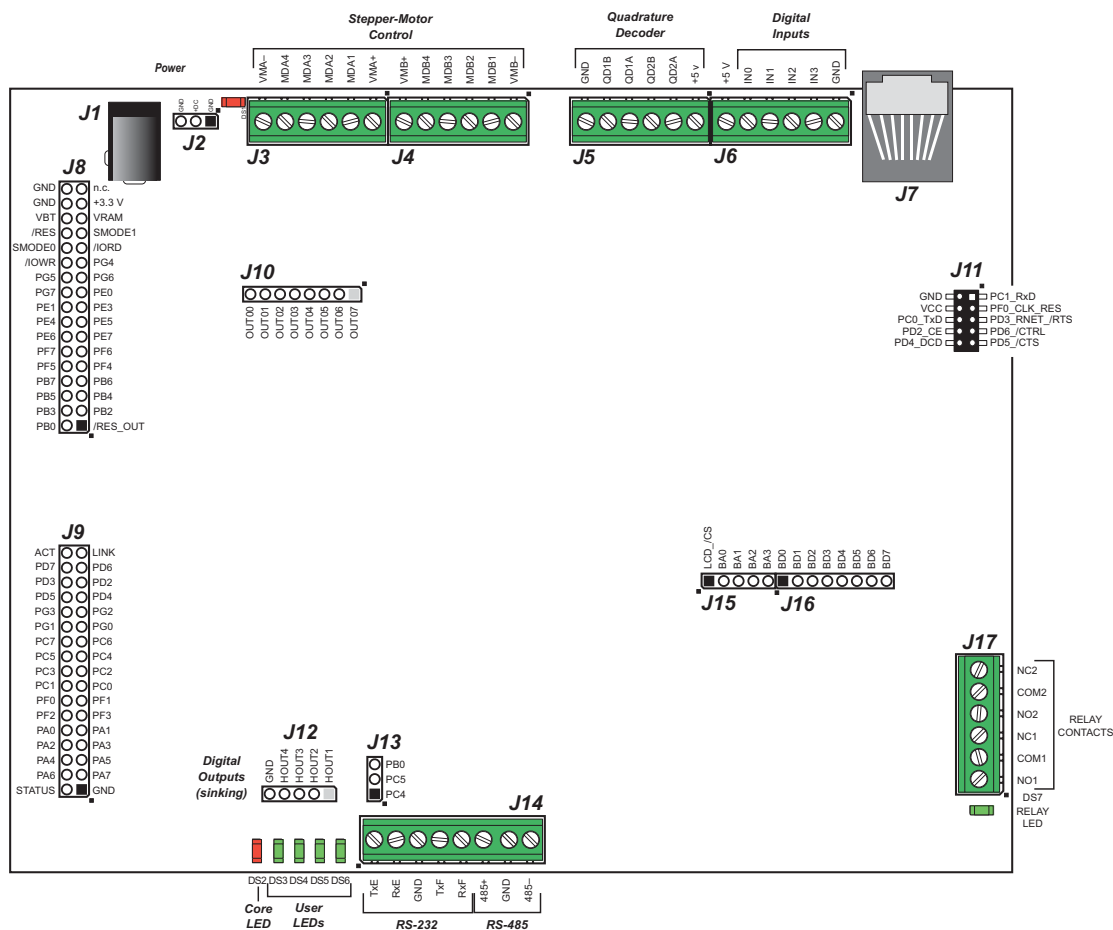 Stepper-Motor
Control
Quadrature
Decoder
Digital
Inputs
Power
VMA–
MDA4
MDA3
MDA2
MDA1
VMA+
VMB+
MDB4
MDB3
MDB2
MDB1
VMB–
GND
QD1B
QD1A
QD2B
QD2A
+5 v
+5 V
IN0
IN1
IN2
IN3
GND
J1
GND
+DC
GND
J2
J3
J4
J5
J6
J7
J8
GND n.c.
GND +3.3 V
VBT VRAM
/RES SMODE1
SMODE0 /IORD
/IOWR PG4
PG5 PG6
PG7 PE0
PE1 PE3
PE4 PE5
PE6 PE7
PF7 PF6
PF5 PF4
PB7 PB6
PB5 PB4
PB3 PB2
PB0 /RES_OUT
J10
OUT00
OUT01
OUT02
OUT03
OUT04
OUT05
OUT06
OUT07
J11
GND PC1_RxD
VCC PF0_CLK_RES
PC0_TxD PD3_RNET_/RTS
PD2_CE PD6_/CTRL
PD4_DCD PD5_/CTS
J9
ACT LINK
PD7 PD6
PD3 PD2
PD5 PD4
PG3 PG2
PG1 PG0
PC7 PC6
PC5 PC4
PC3 PC2
PC1 PC0
PF0 PF1
PF2 PF3
PA0 PA1
PA2 PA3
PA4 PA5
PA6 PA7
STATUS GND
LCD_/CS
BA0
BA1
BA2
BA3
BD0
BD1
BD2
BD3
BD4
BD5
BD6
BD7
J15
J16
J17
NC2
COM2
NO2
NC1
COM1
NO1
RELAY
CONTACTS
DS7
RELAY
LED
J12
Digital
Outputs
(sinking)
GND
HOUT4
HOUT3
HOUT2
HOUT1
J13
PB0
PC5
PC4
J14
DS2
DS3
DS4
DS5
DS6
Core
LED
User
LEDs
TxE
RxE
GND
TxF
RxF
485+
GND
485–
RS-232
RS-485